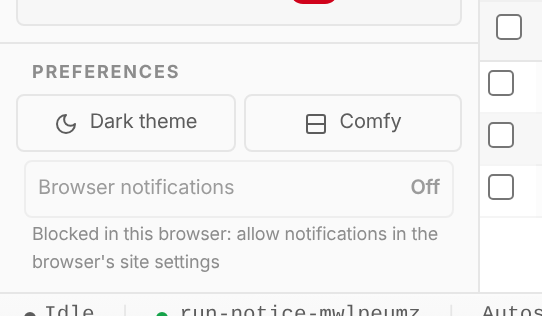 PREFERENCES
Dark theme
Comfy
Browser notifications Off
Blocked in this browser: allow notifications in the
browser's site settings
Idle run-notice-mwlpeumz Autos